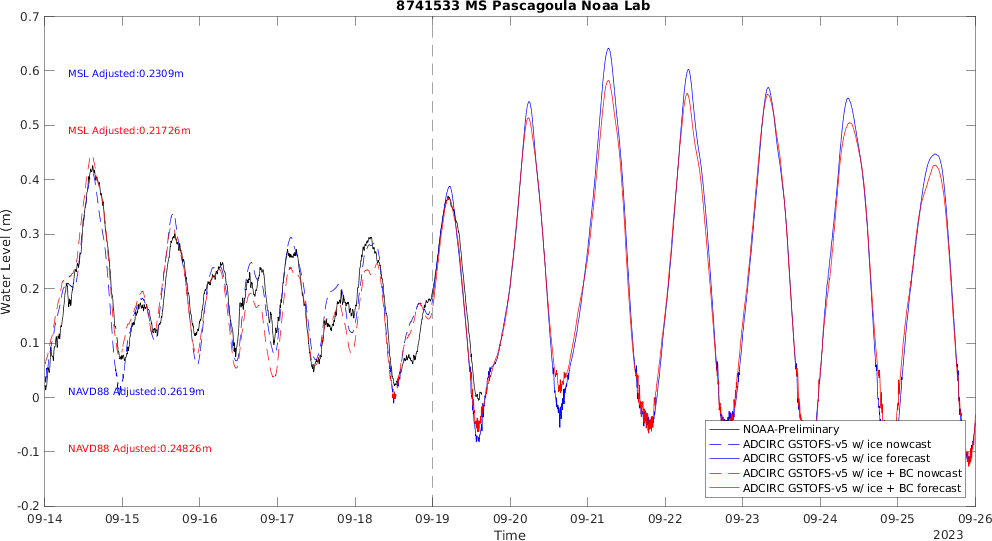 8741533 MS Pascagoula Noaa Lab
0.7
0.6
0.5
0.4
0.3
0.2
0.1
0
-0.1
-0.2
Water Level (m)
MSL Adjusted:0.2309m
MSL Adjusted:0.21726m
NAVD88 Adjusted:0.2619m
NAVD88 Adjusted:0.24826m
NOAA-Preliminary
ADCIRC GSTOFS-v5 w/ ice nowcast
ADCIRC GSTOFS-v5 w/ ice forecast
ADCIRC GSTOFS-v5 w/ ice + BC nowcast
ADCIRC GSTOFS-v5 w/ ice + BC forecast
09-14 09-15 09-16 09-17 09-18 09-19 09-20 09-21 09-22 09-23 09-24 09-25 09-26
Time
2023